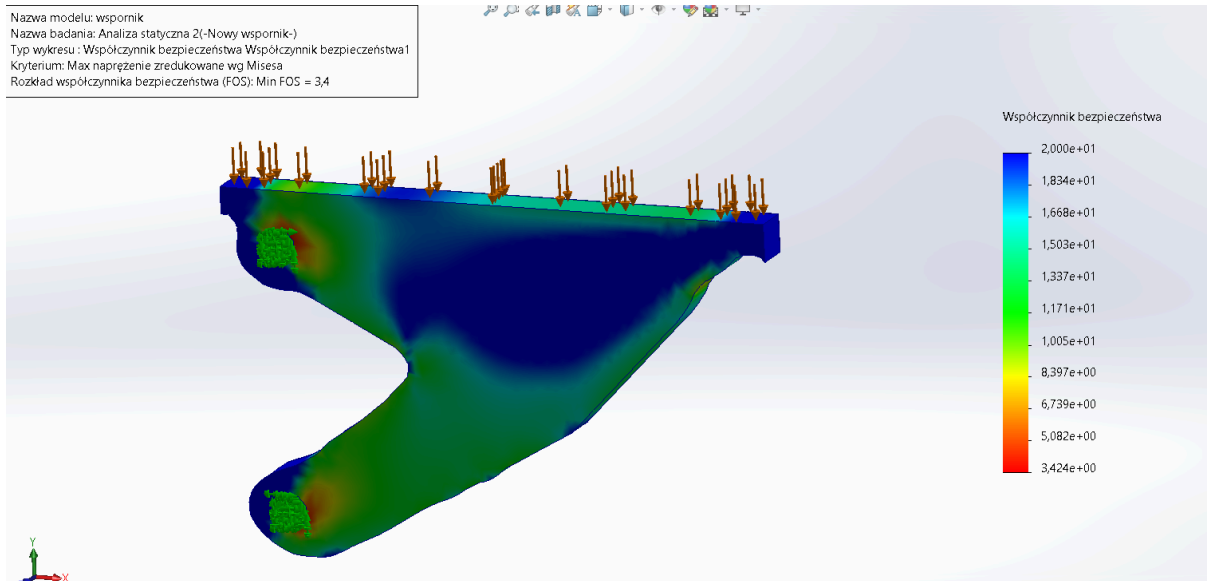 Nazwa modelu: wspornik
Nazwa badania: Analiza statyczna 2(-Nowy wspornik-)
Typ wykresu : Współczynnik bezpieczeństwa Współczynnik bezpieczeństwa1
Kryterium: Max naprężenie zredukowane wg Misesa
Rozkład współczynnika bezpieczeństwa (FOS): Min FOS = 3,4
Współczynnik bezpieczeństwa
2,000e+01
1,834e+01
1,668e+01
1,503e+01
1,337e+01
1,171e+01
1,005e+01
8,397e+00
6,739e+00
5,082e+00
3,424e+00
Y
X